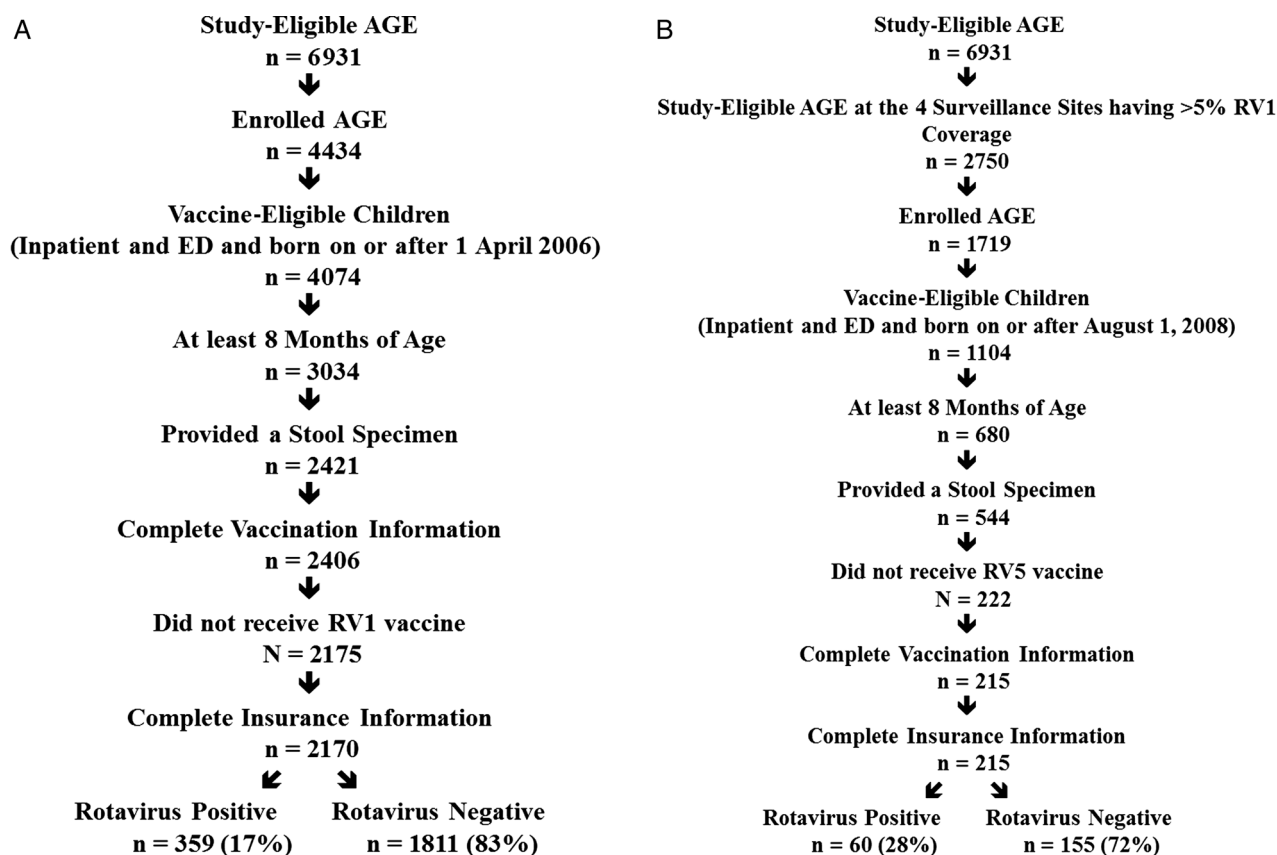 A
Study-Eligible AGE
n = 6931
Enrolled AGE
n = 4434
Vaccine-Eligible Children
(Inpatient and ED and born on or after 1 April 2006)
n = 4074
At least 8 Months of Age
n = 3034
Provided a Stool Specimen
n = 2421
Complete Vaccination Information
n = 2406
Did not receive RV1 vaccine
N = 2175
Complete Insurance Information
n = 2170
Rotavirus Positive
n = 359 (17%)
Rotavirus Negative
n = 1811 (83%)
B
Study-Eligible AGE
n = 6931
Study-Eligible AGE at the 4 Surveillance Sites having >5% RV1
Coverage
n = 2750
Enrolled AGE
n = 1719
Vaccine-Eligible Children
(Inpatient and ED and born on or after August 1, 2008)
n = 1104
At least 8 Months of Age
n = 680
Provided a Stool Specimen
n = 544
Did not receive RV5 vaccine
N = 222
Complete Vaccination Information
n = 215
Complete Insurance Information
n = 215
Rotavirus Positive
n = 60 (28%)
Rotavirus Negative
n = 155 (72%)